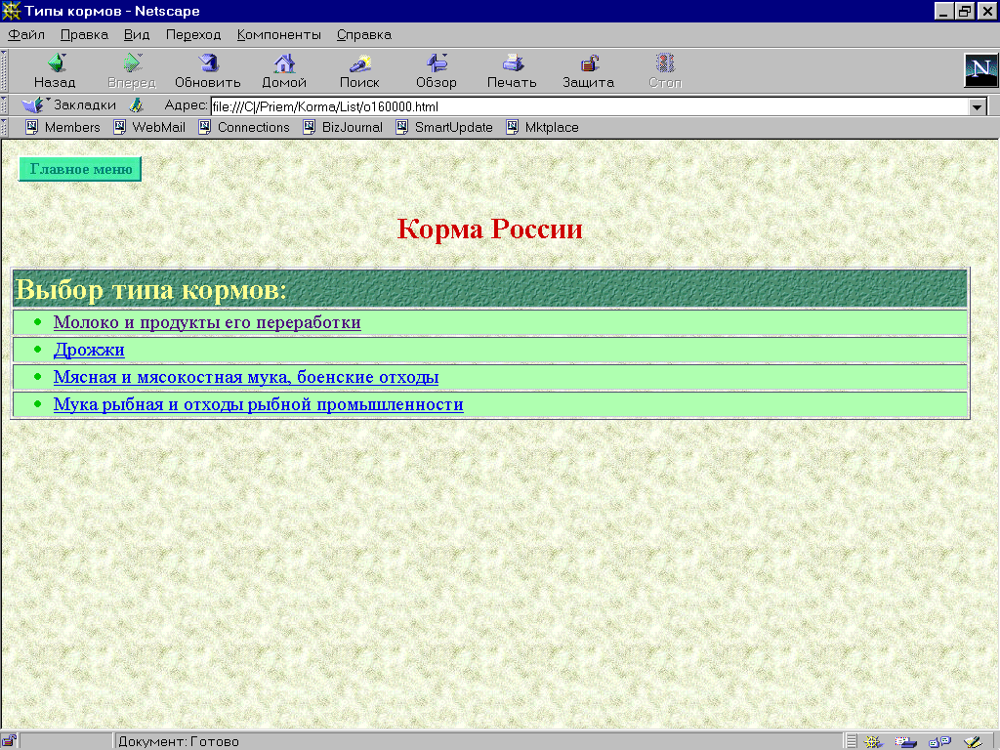 Типы кормов - Netscape
Файл Правка Вид Переход Компоненты Справка
Назад Вперед Обновить Домой Поиск Обзор Печать Защита Стоп
N
Закладки Адрес: file:///C|/Priem/Korma/List/o160000.html
Members WebMail Connections BizJournal SmartUpdate Mktplace
Главное меню
Корма России
Выбор типа кормов:
Молоко и продукты его переработки
Дрожжи
Мясная и мясокостная мука, боенские отходы
Мука рыбная и отходы рыбной промышленности
Документ: Готово